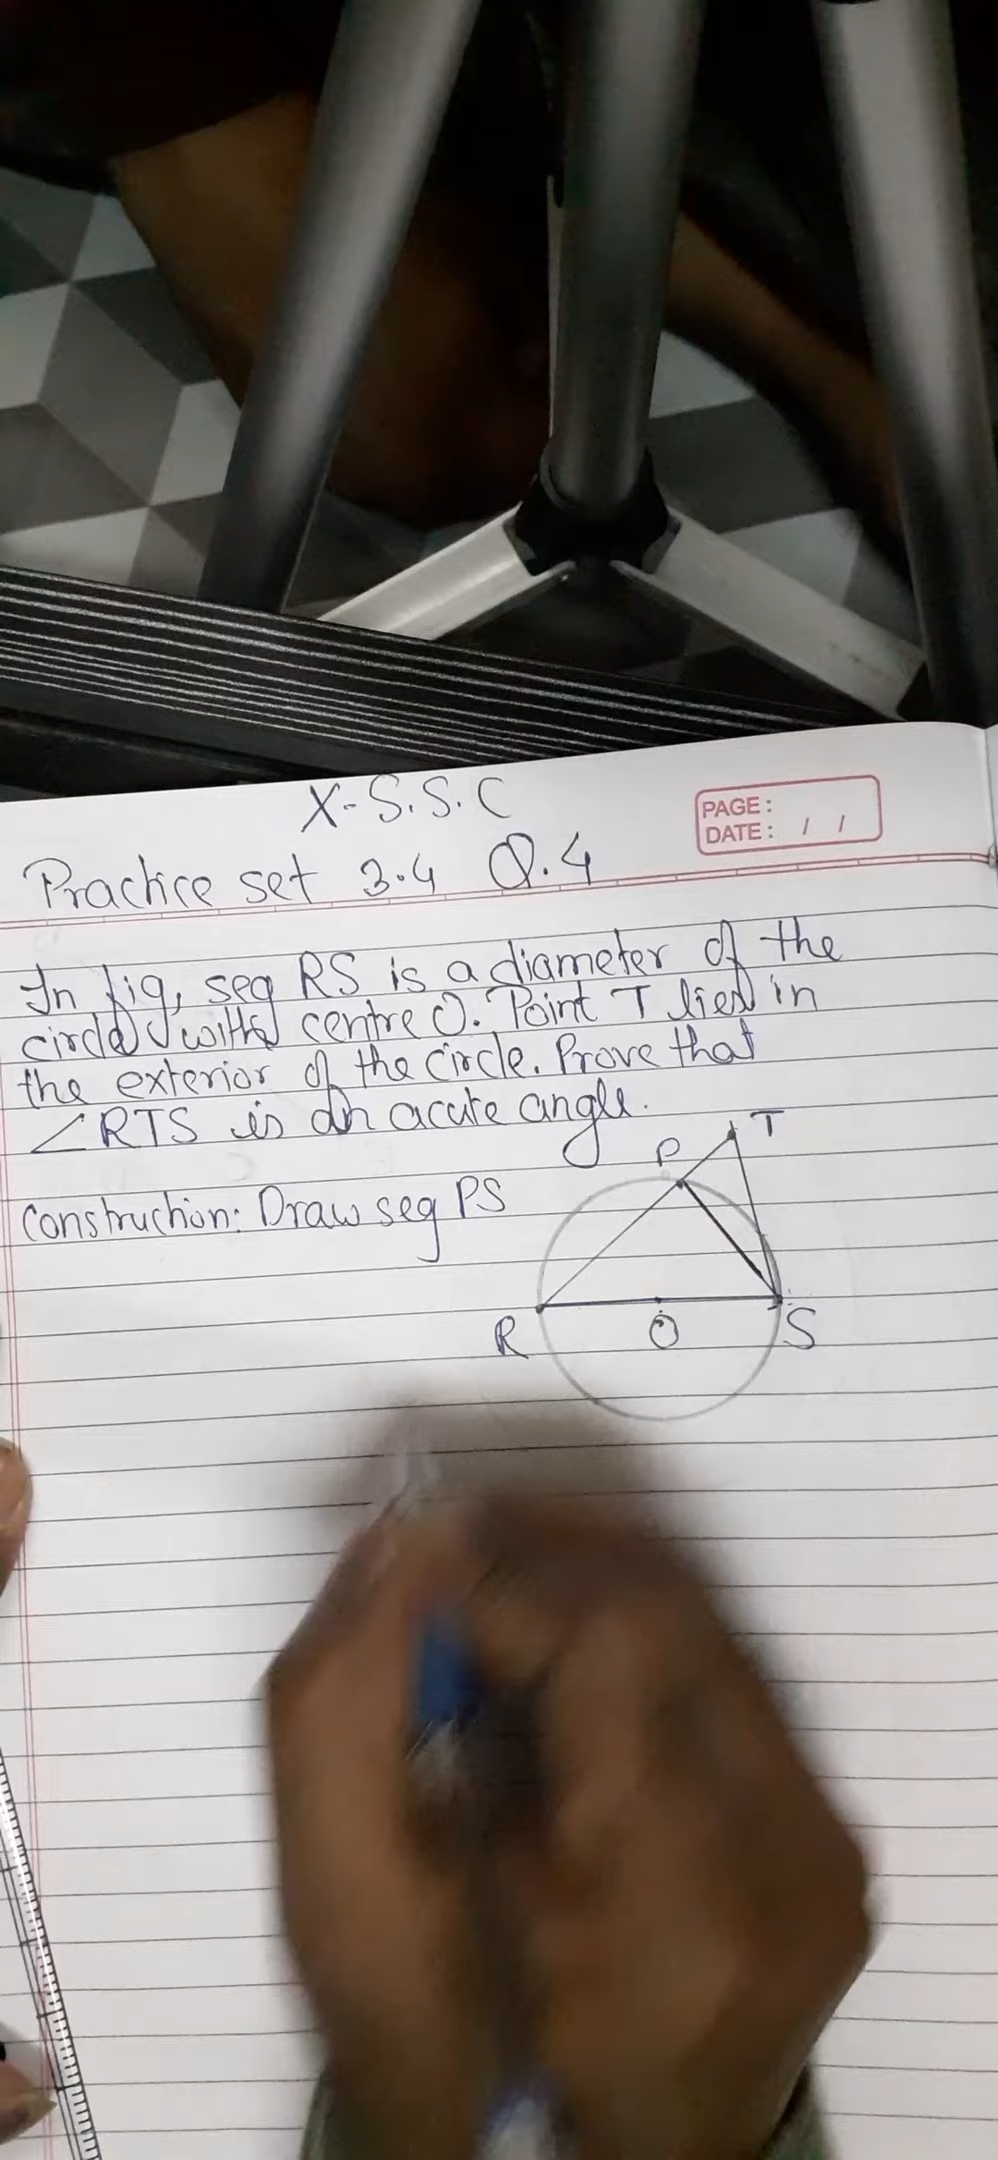 X-S.S.C
PAGE:
DATE: / /
Practice set 3.4 Q.4
In fig, seg RS is a diameter of the
circle with centre O. Point T lies in
the exterior of the circle. Prove that
∠RTS is an acute angle.
T
P
Construction: Draw seg PS
R
O
S